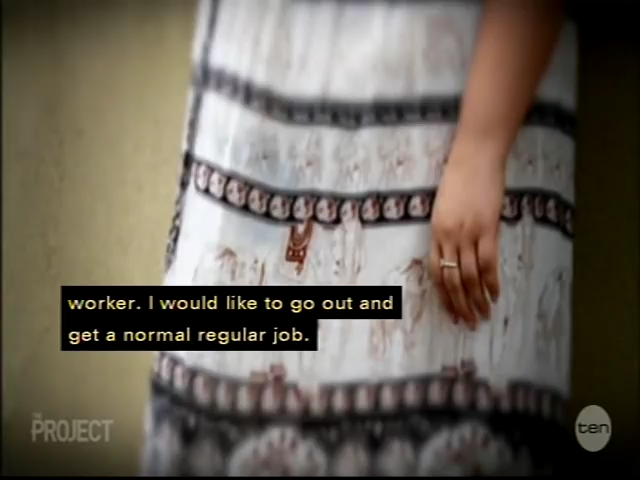 worker. I would like to go out and
get a normal regular job.
THE
PROJECT
ten